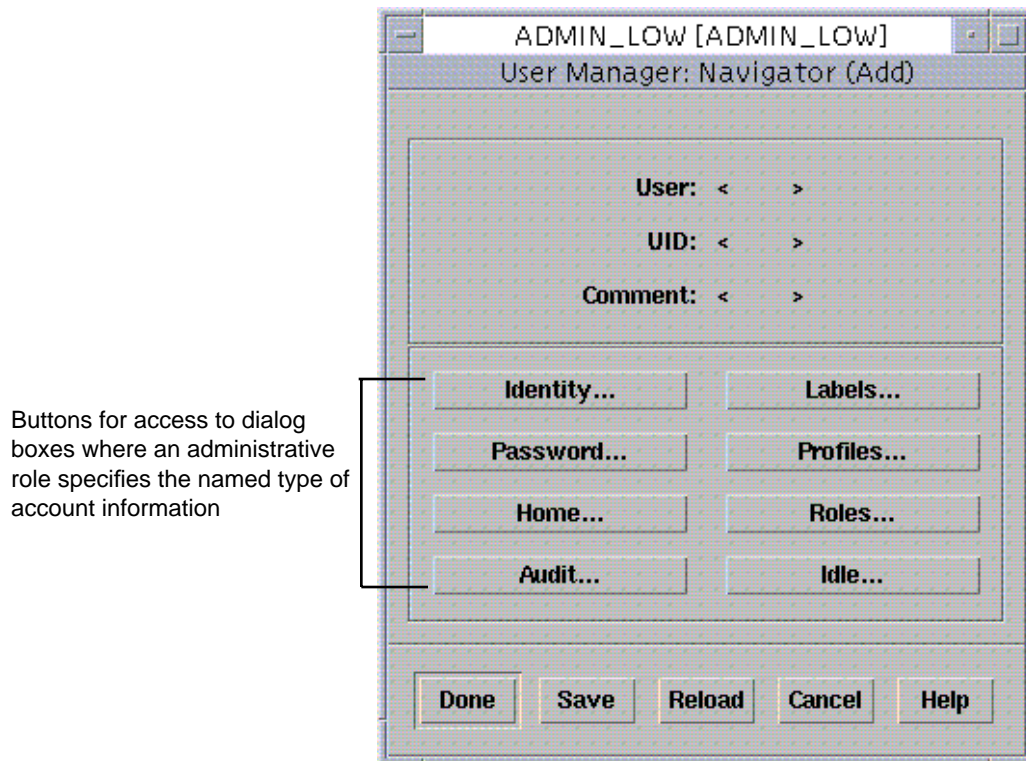 ADMIN_LOW [ADMIN_LOW]
User Manager: Navigator (Add)
User: < >
UID: < >
Comment: < >
Buttons for access to dialog
boxes where an administrative
role specifies the named type of
account information
Identity... Labels...
Password... Profiles...
Home... Roles...
Audit... Idle...
Done Save Reload Cancel Help